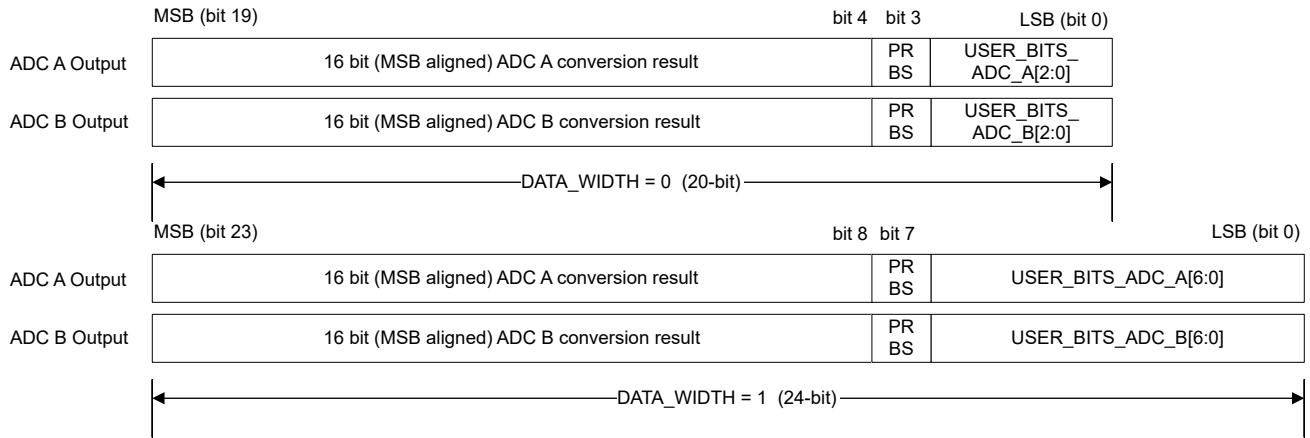 MSB (bit 19) bit 4 bit 3 LSB (bit 0)
ADC A Output 16 bit (MSB aligned) ADC A conversion result PR BS USER_BITS_ ADC_A[2:0]
ADC B Output 16 bit (MSB aligned) ADC B conversion result PR BS USER_BITS_ ADC_B[2:0]
DATA_WIDTH = 0 (20-bit)
MSB (bit 23) bit 8 bit 7 LSB (bit 0)
ADC A Output 16 bit (MSB aligned) ADC A conversion result PR BS USER_BITS_ADC_A[6:0]
ADC B Output 16 bit (MSB aligned) ADC B conversion result PR BS USER_BITS_ADC_B[6:0]
DATA_WIDTH = 1 (24-bit)